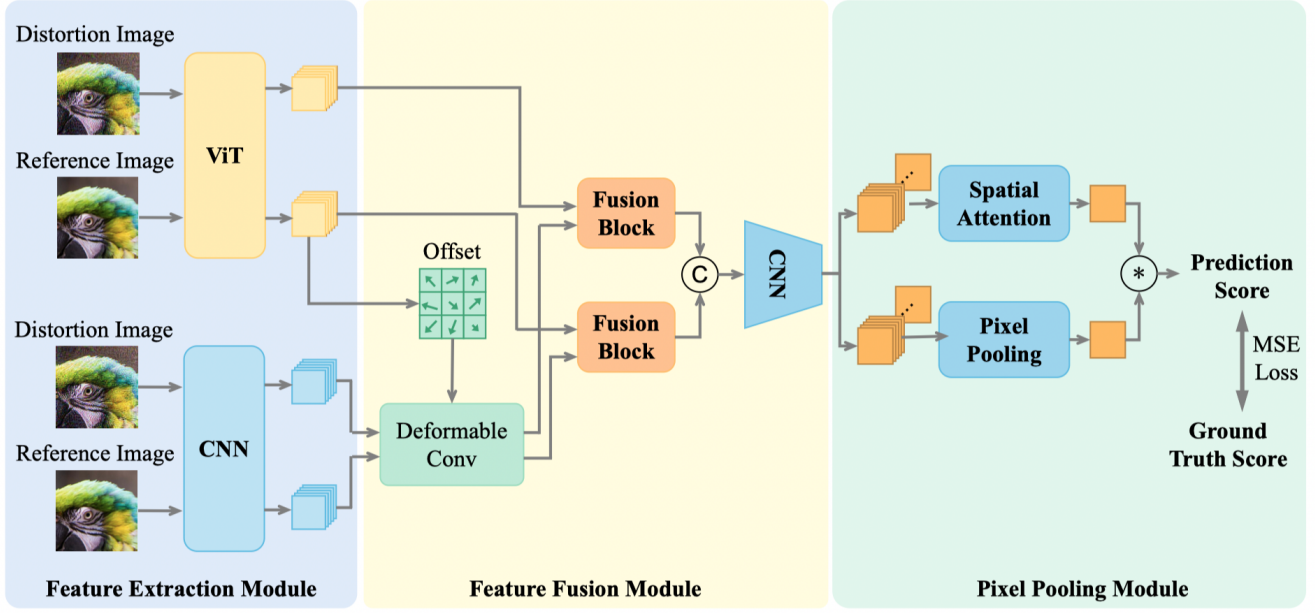 Distortion Image
ViT
Reference Image
Distortion Image
CNN
Reference Image
Feature Extraction Module
Offset
Deformable
Conv
Fusion
Block
Fusion
Block
C
CNN
Feature Fusion Module
Spatial
Attention
Pixel
Pooling
*
Prediction
Score
MSE
Loss
Ground
Truth Score
Pixel Pooling Module